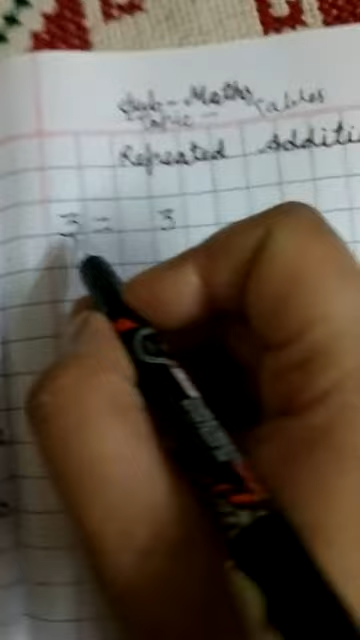 Sub - Maths
Topic - Tables
Repeated Additi
3 = 3